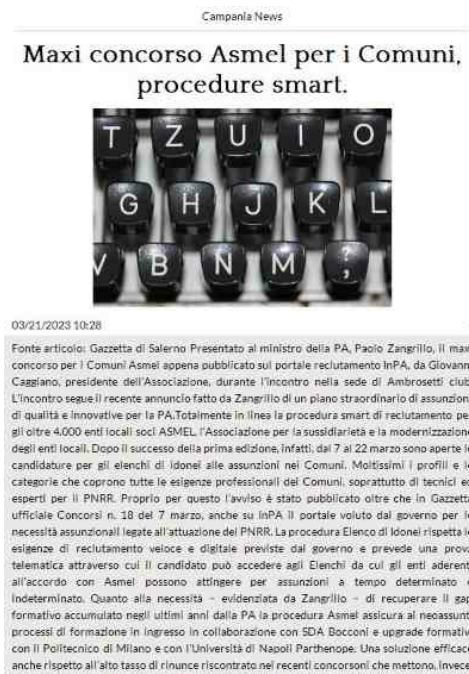 Campania News
Maxi concorso Asmel per i Comuni,
procedure smart.
T Z U I O
G H J K L
V B N M ? ;
03/21/2023 10:28
Fonte articolo: Gazzetta di Salerno Presentato al ministro della PA, Paolo Zangrillo, il maxi
concorso per i Comuni Asmel appena pubblicato sul portale reclutamento InPA, da Giovann
Caggiano, presidente dell'Associazione, durante l'incontro nella sede di Ambrosetti club
L'incontro segue il recente annuncio fatto da Zangrillo di un piano straordinario di assunzion
di qualità e innovative per la PA.Totalmente in linea la procedura smart di reclutamento pe
gli oltre 4.000 enti locali soci ASMEL, l'Associazione per la sussidiarietà e la modernizzazione
degli enti locali. Dopo il successo della prima edizione, infatti, dal 7 al 22 marzo sono aperte le
candidature per gli elenchi di idonei alle assunzioni nei Comuni. Moltissimi i profili e le
categorie che coprono tutte le esigenze professionali dei Comuni, soprattutto di tecnici ed
esperti per il PNRR. Proprio per questo l'avviso è stato pubblicato oltre che in Gazzetta
ufficiale Concorsi n. 18 del 7 marzo, anche su InPA il portale voluto dal governo per le
necessità assunzionali legate all'attuazione del PNRR. La procedura Elenco di Idonei rispetta le
esigenze di reclutamento veloce e digitale previste dal governo e prevede una prova
telematica attraverso cui il candidato può accedere agli Elenchi da cui gli enti aderent
all'accordo con Asmel possono attingere per assunzioni a tempo determinato e
indeterminato. Quanto alla necessità – evidenziata da Zangrillo – di recuperare il gap
formativo accumulato negli ultimi anni dalla PA la procedura Asmel assicura ai neoassunt
processi di formazione in ingresso in collaborazione con SDA Bocconi e upgrade formativ
con il Politecnico di Milano e con l'Università di Napoli Parthenope. Una soluzione efficace
anche rispetto all'alto tasso di rinunce riscontrato nei recenti concorsoni che mettono, invece